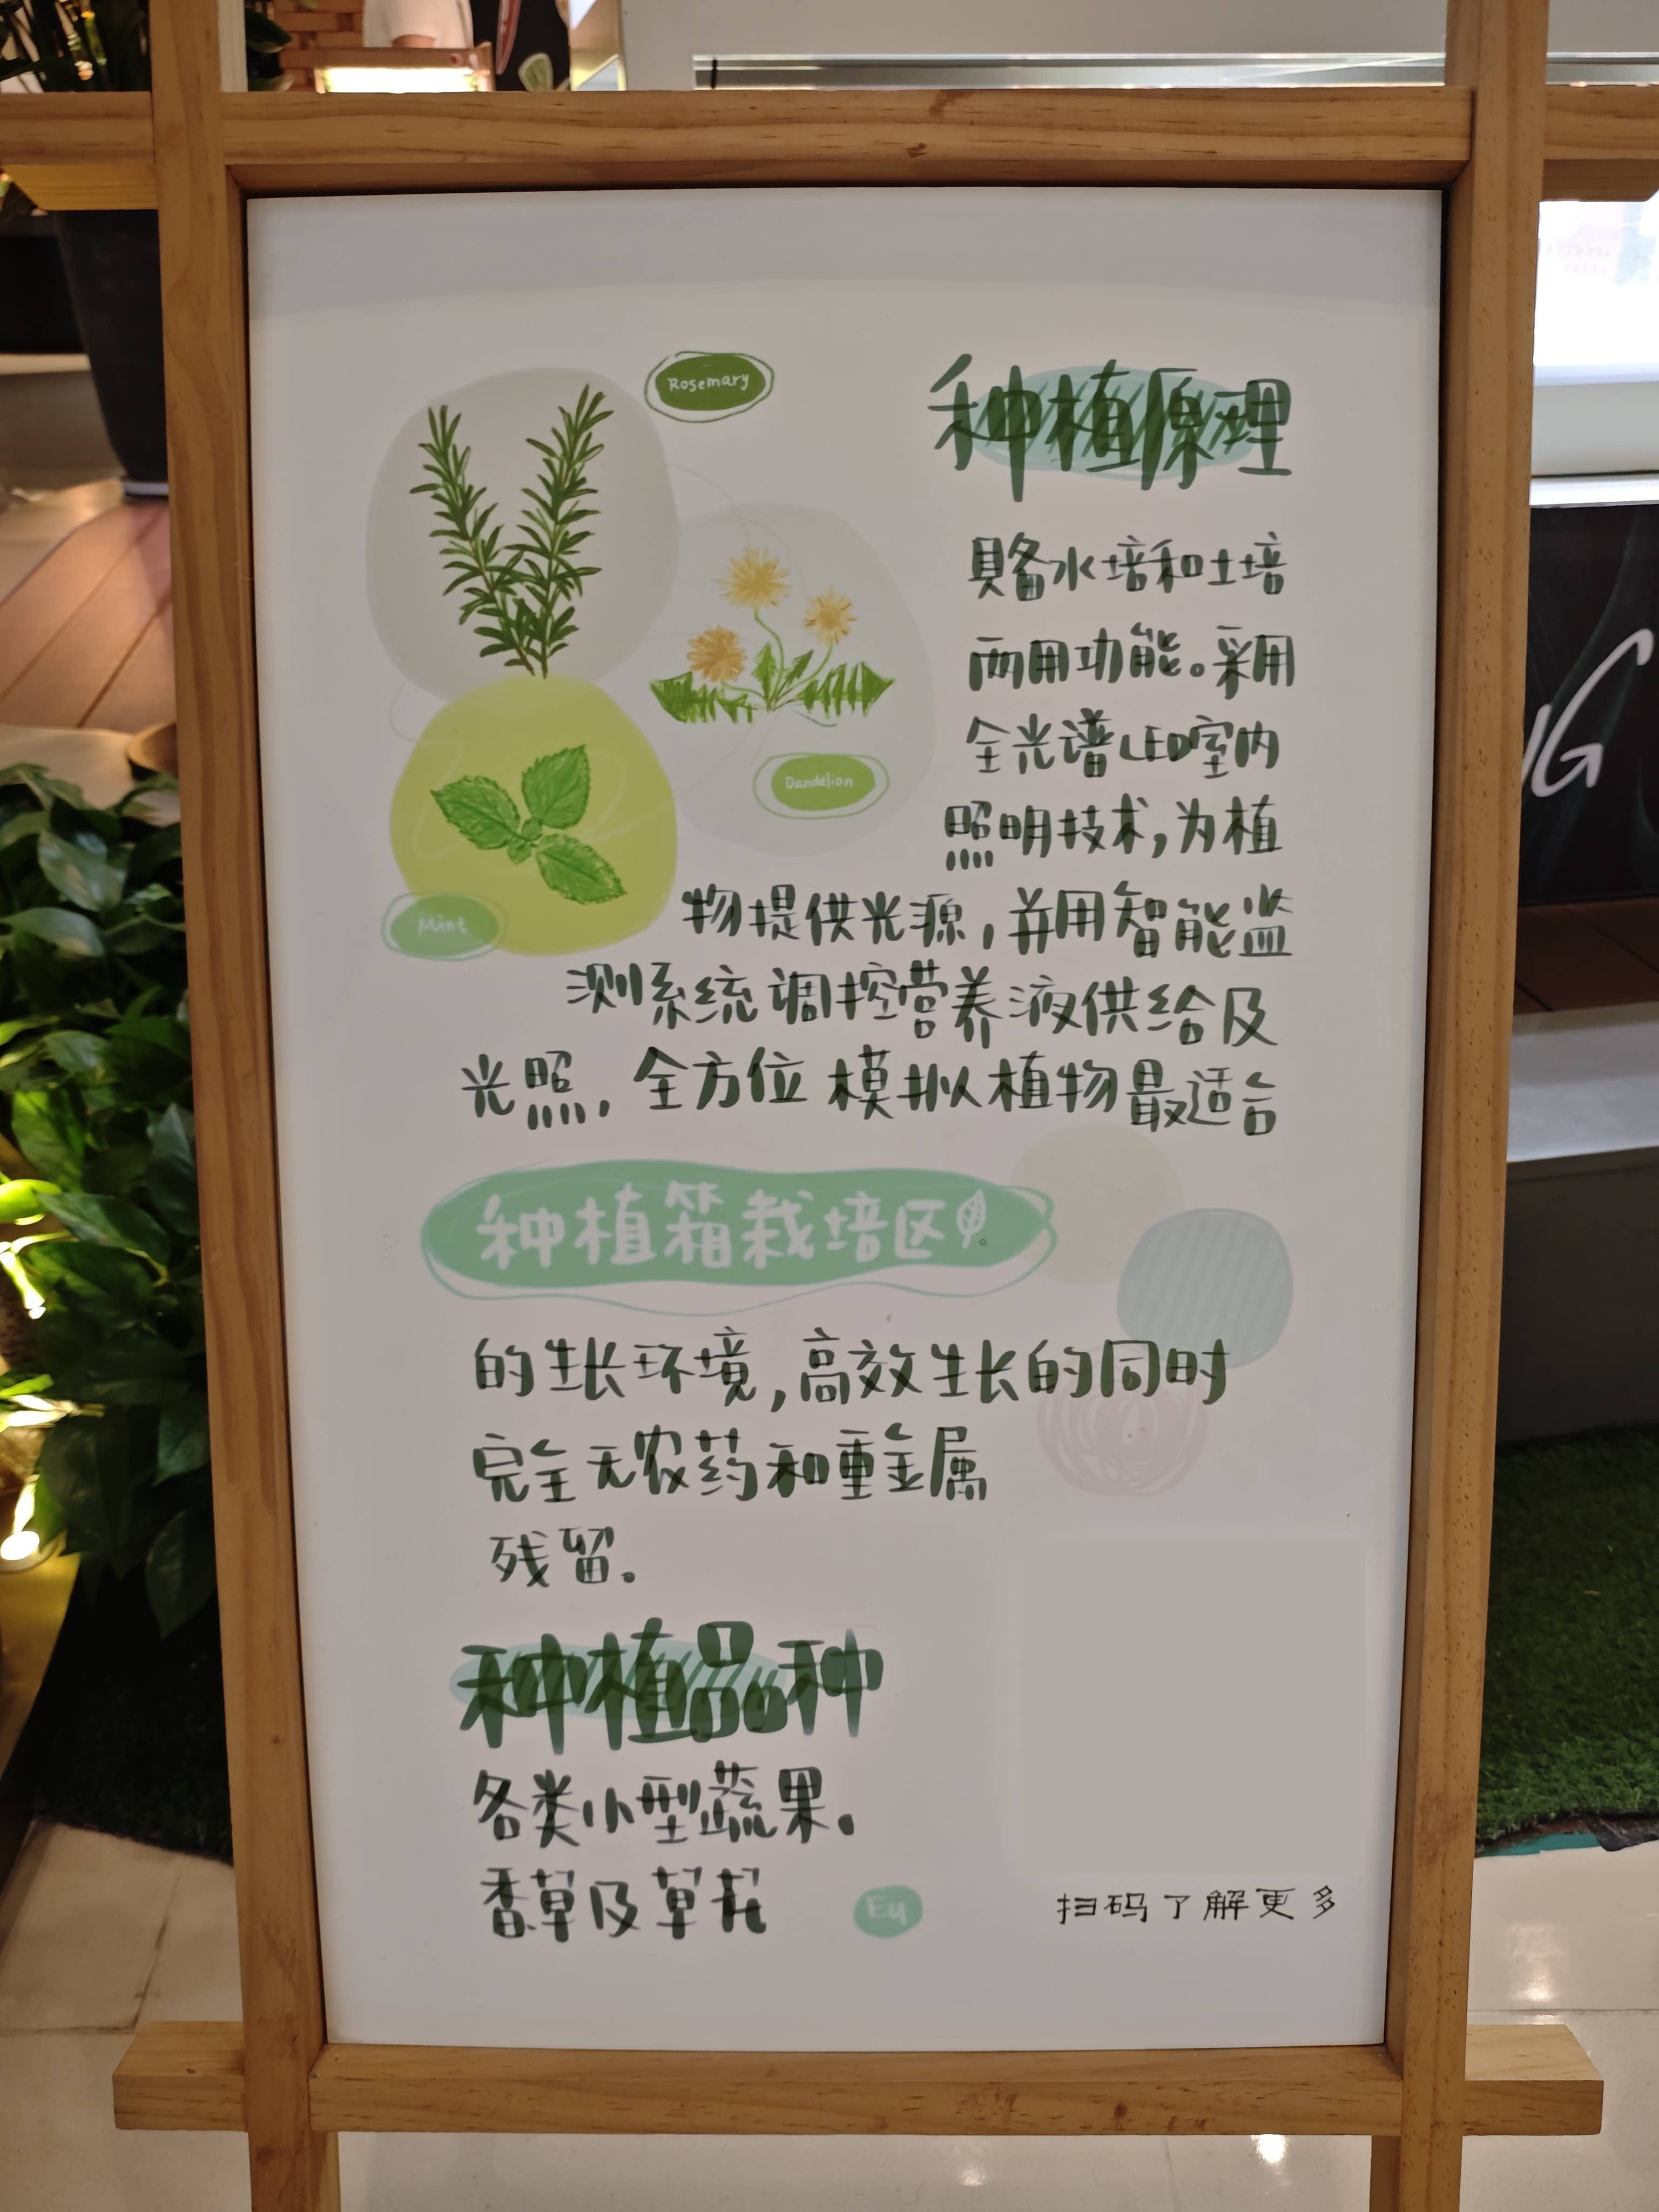 Rosemary
种植原理
具备水培和土培
两用功能。采用
全光谱LED室内
Dandelion
照明技术,为植
Mint
物提供光源,并用智能监
测系统调控营养液供给及
光照,全方位模拟植物最适合
种植箱栽培区
的生长环境,高效生长的同时
完全无农药和重金属
残留。
种植品种
各类小型蔬果.
香草及草花
扫码了解更多